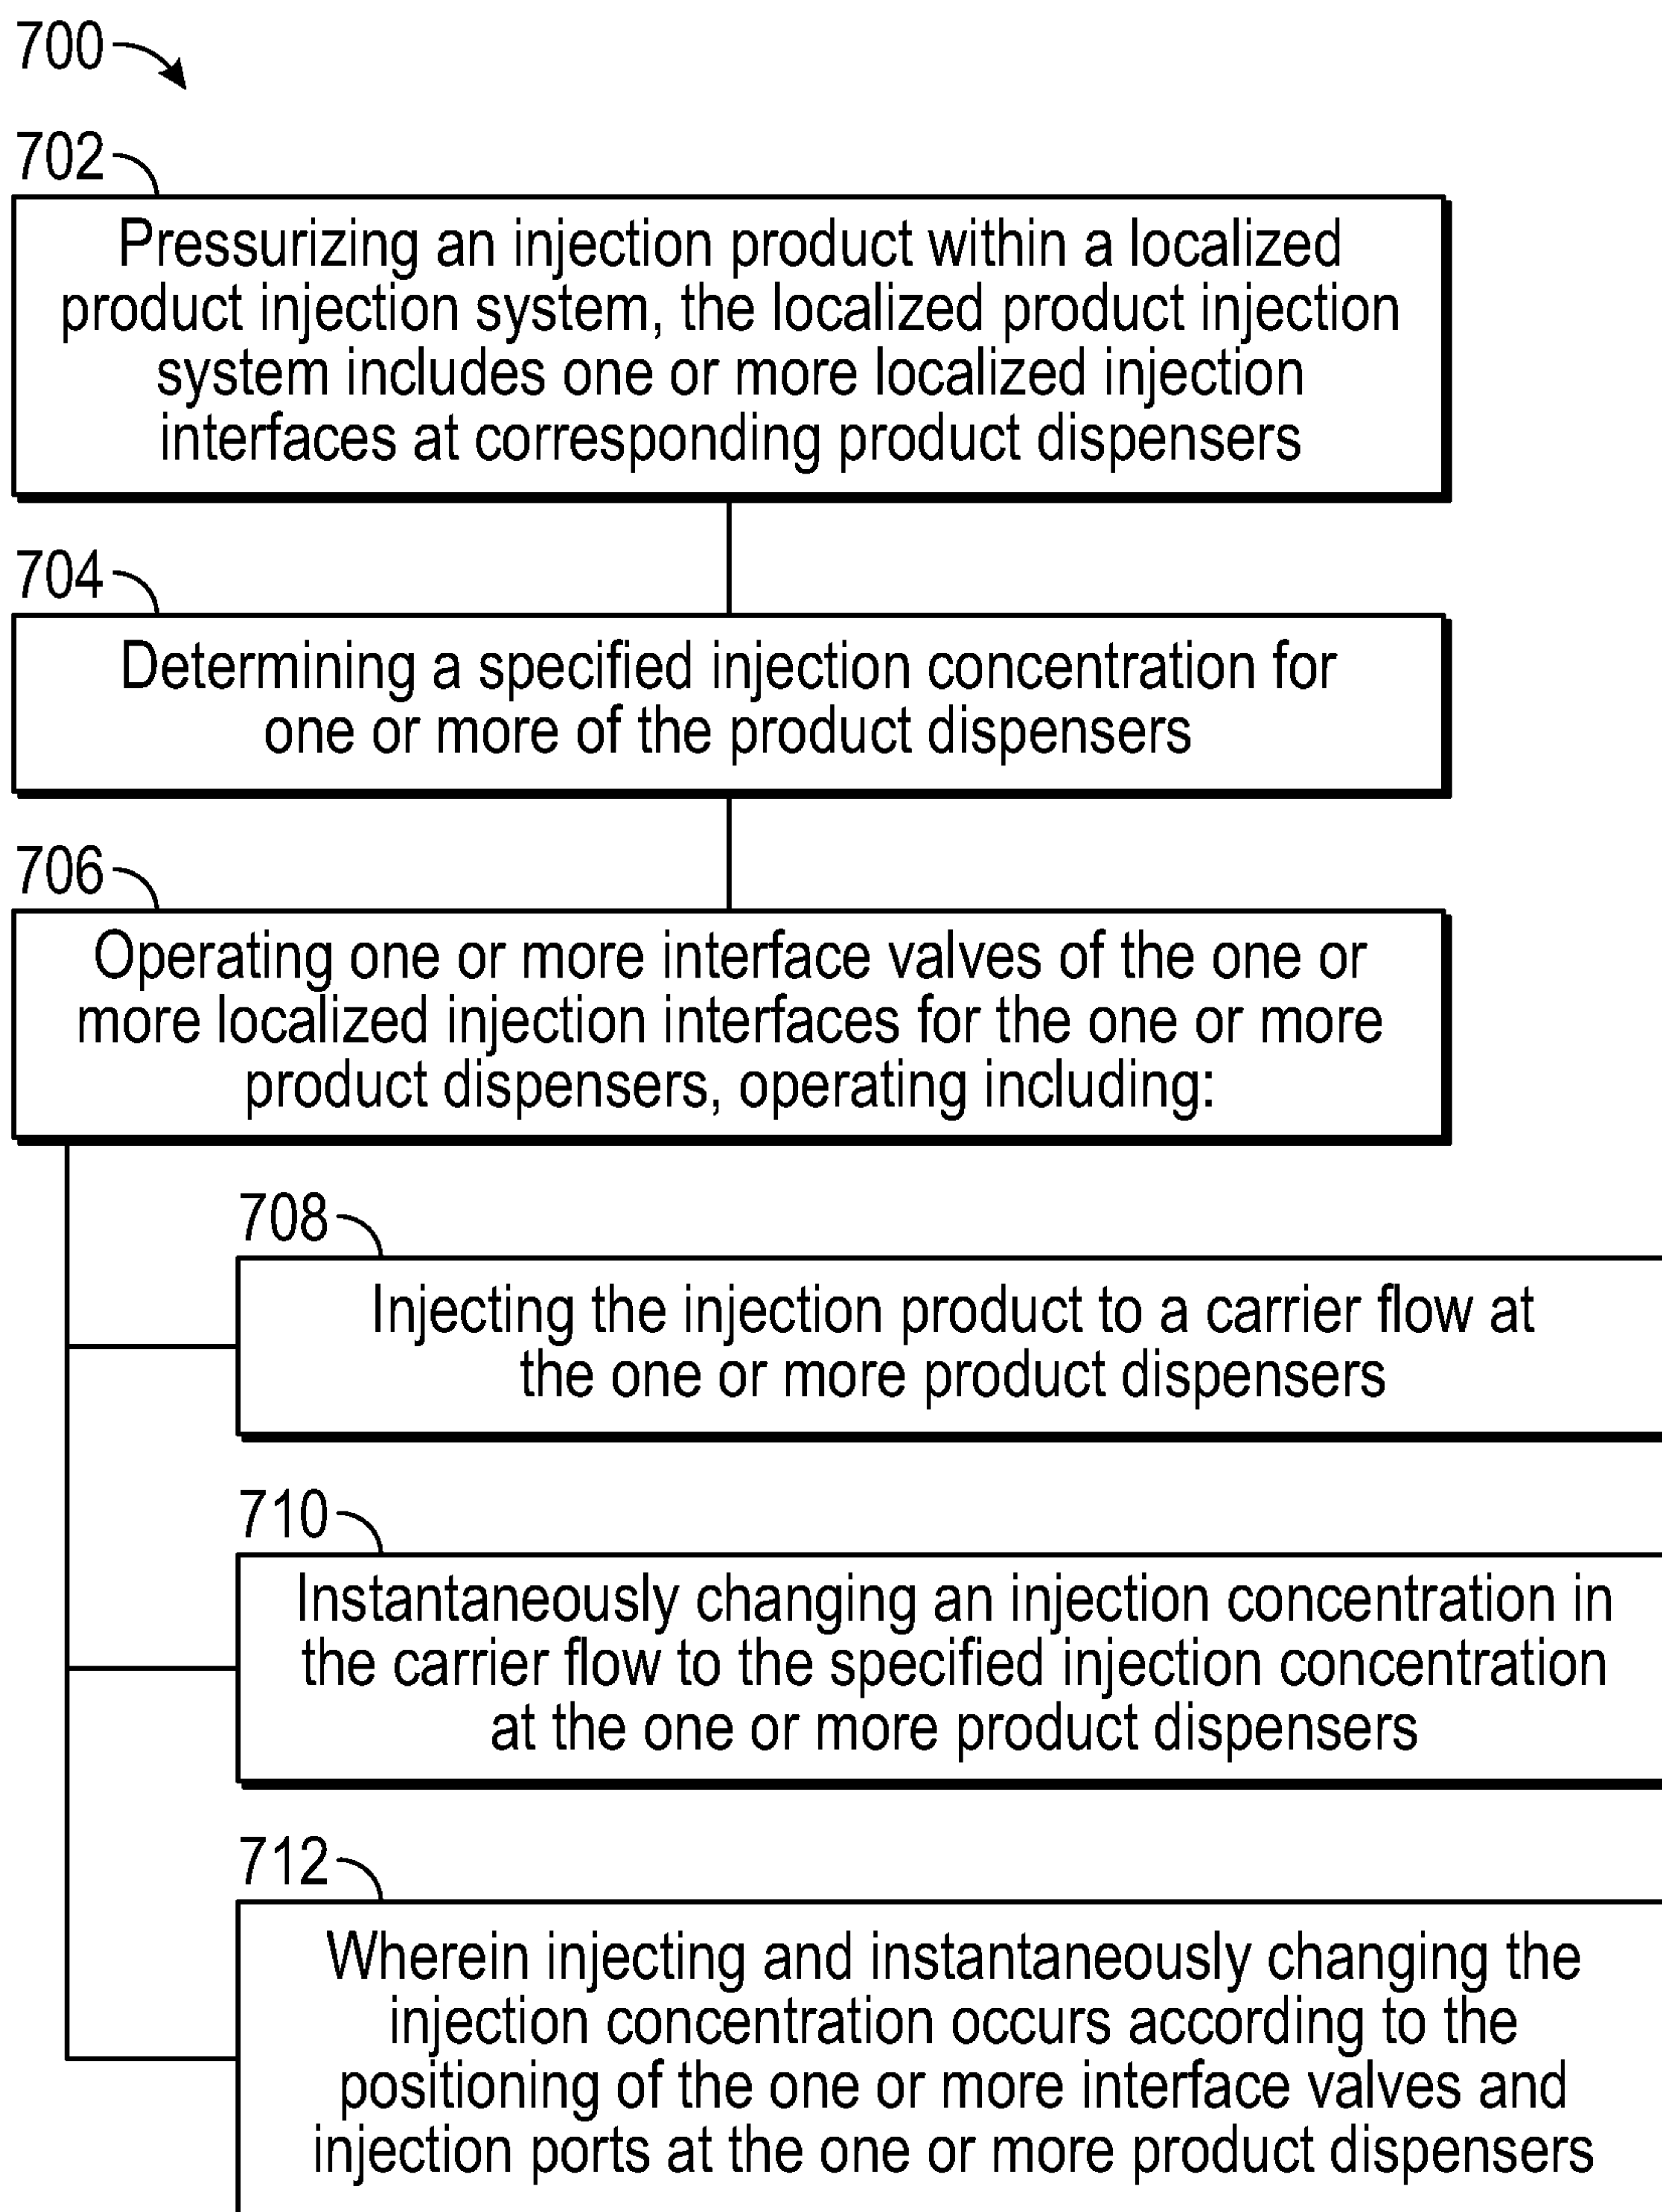 700
702
Pressurizing an injection product within a localized
product injection system, the localized product injection
system includes one or more localized injection
interfaces at corresponding product dispensers
704
Determining a specified injection concentration for
one or more of the product dispensers
706
Operating one or more interface valves of the one or
more localized injection interfaces for the one or more
product dispensers, operating including:
708
Injecting the injection product to a carrier flow at
the one or more product dispensers
710
Instantaneously changing an injection concentration in
the carrier flow to the specified injection concentration
at the one or more product dispensers
712
Wherein injecting and instantaneously changing the
injection concentration occurs according to the
positioning of the one or more interface valves and
injection ports at the one or more product dispensers